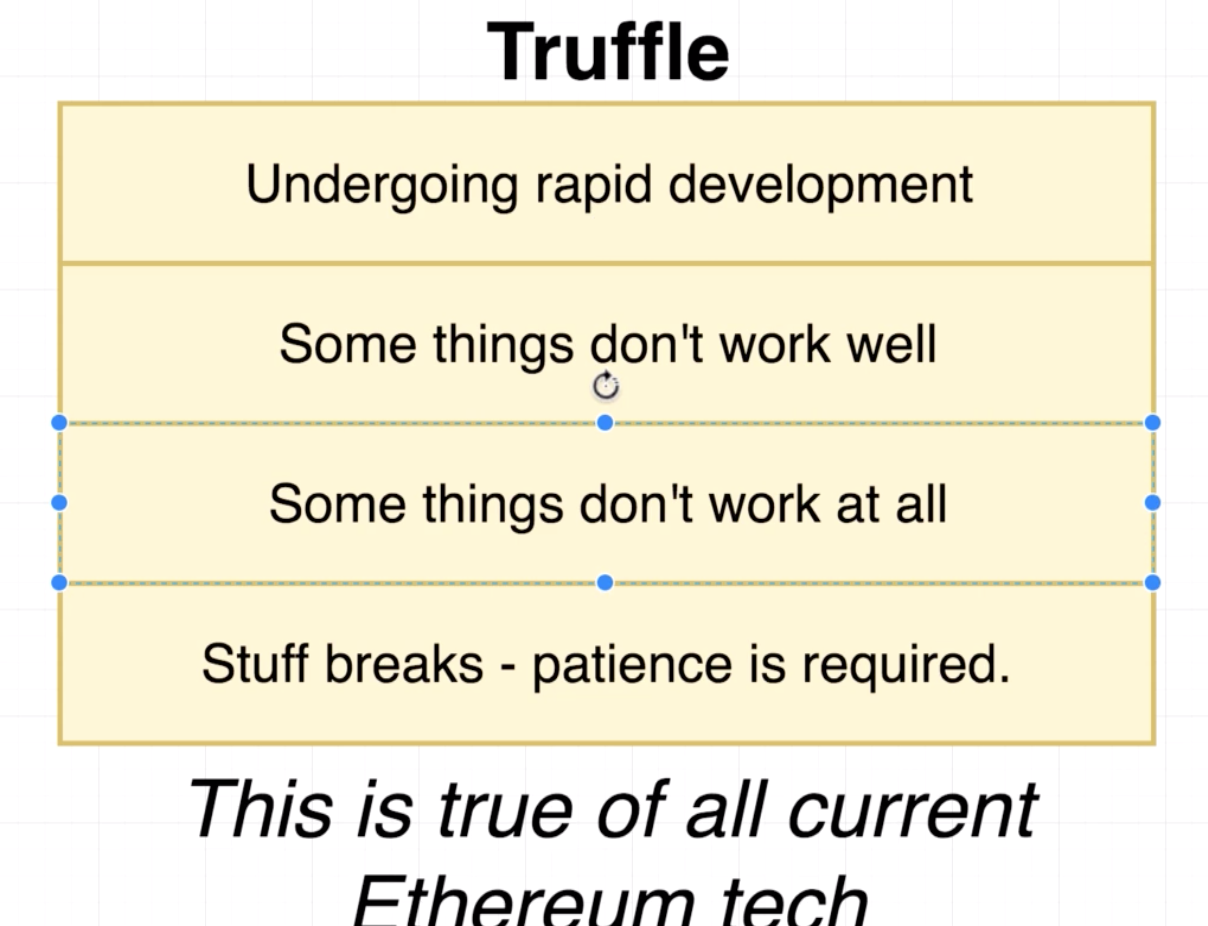 Truffle
Undergoing rapid development
Some things don't work well
Some things don't work at all
Stuff breaks - patience is required.
This is true of all current
Ethereum tech